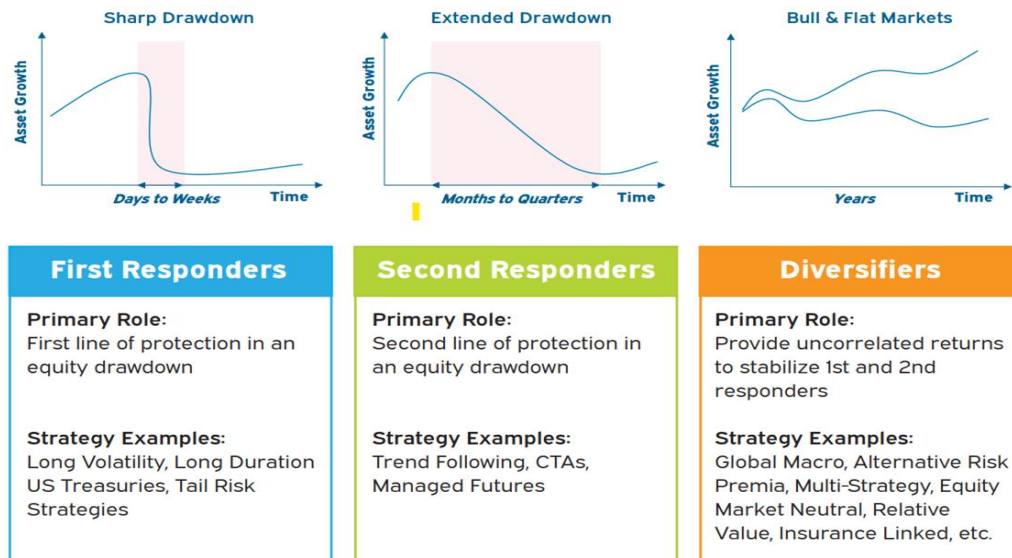 Sharp Drawdown
Asset Growth
Days to Weeks
Time
Extended Drawdown
Asset Growth
Months to Quarters
Time
Bull & Flat Markets
Asset Growth
Years
Time
First Responders
Primary Role:
First line of protection in an
equity drawdown
Strategy Examples:
Long Volatility, Long Duration
US Treasuries, Tail Risk
Strategies
Second Responders
Primary Role:
Second line of protection in
an equity drawdown
Strategy Examples:
Trend Following, CTAs,
Managed Futures
Diversifiers
Primary Role:
Provide uncorrelated returns
to stabilize 1st and 2nd
responders
Strategy Examples:
Global Macro, Alternative Risk
Premia, Multi-Strategy, Equity
Market Neutral, Relative
Value, Insurance Linked, etc.